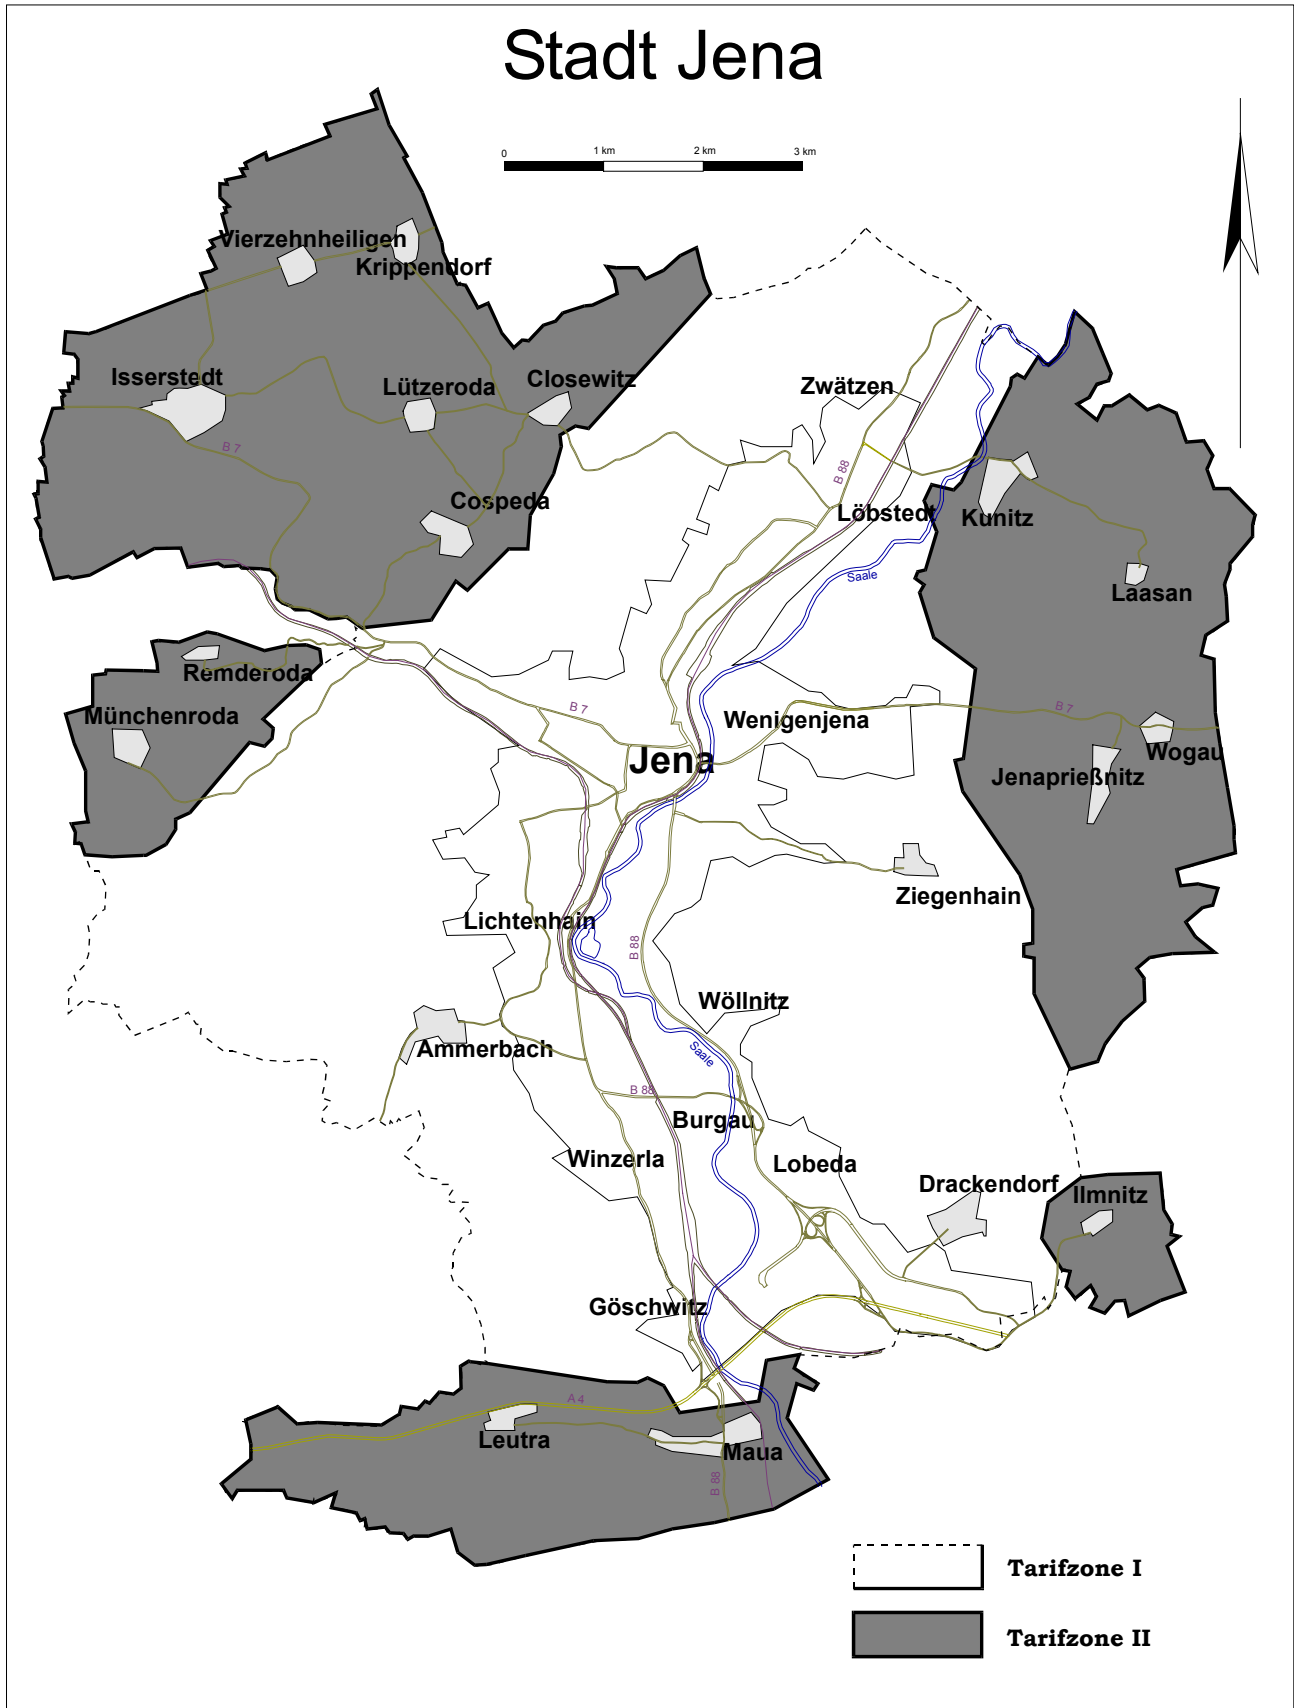 Stadt Jena
0
1 km
2 km
3 km
Vierzehnheiligen
Krippendorf
Isserstedt
Lützeroda
Closewitz
Zwätzen
B 7
B 88
Cospeda
Löbstedt
Kunitz
Saale
Laasan
Remderoda
Münchenroda
B 7
Wenigenjena
B 7
Jena
Wogau
Jenaprießnitz
Ziegenhain
Lichtenhain
B 88
Wöllnitz
Ammerbach
Saale
B 88
Burgau
Winzerla
Lobeda
Drackendorf
Ilmnitz
Göschwitz
A 4
Leutra
Maua
B 88
Tarifzone I
Tarifzone II